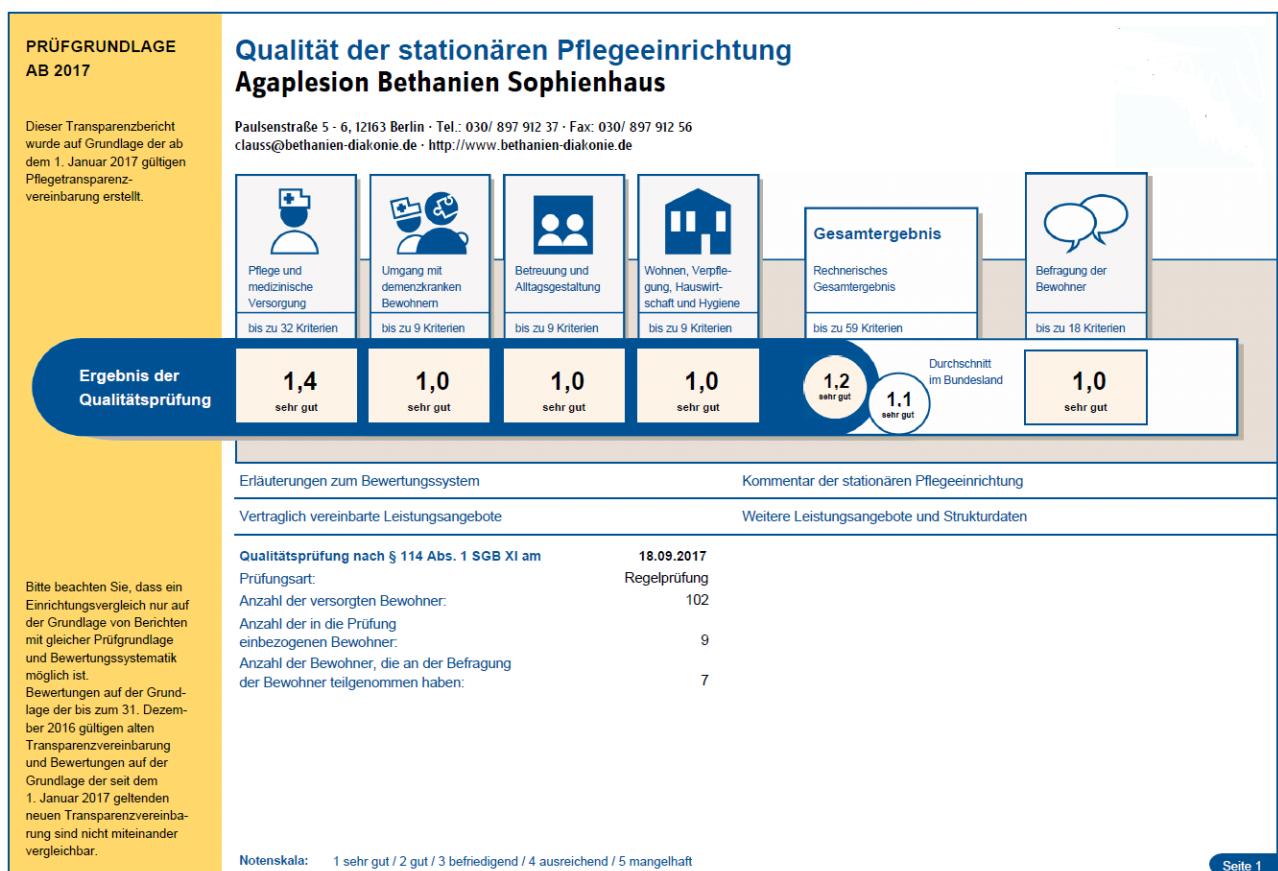 PRÜFGRUNDLAGE
AB 2017
Dieser Transparenzbericht
wurde auf Grundlage der ab
dem 1. Januar 2017 gültigen
Pflegetransparenz-
vereinbarung erstellt.
Qualität der stationären Pflegeeinrichtung
Agaplesion Bethanien Sophienhaus
Paulsenstraße 5 - 6, 12163 Berlin · Tel.: 030/ 897 912 37 · Fax: 030/ 897 912 56
clauss@bethanien-diakonie.de · http://www.bethanien-diakonie.de
Pflege und
medizinische
Versorgung
bis zu 32 Kriterien
Umgang mit
demenzkranken
Bewohnern
bis zu 9 Kriterien
Betreuung und
Alltagsgestaltung
bis zu 9 Kriterien
Wohnen, Verpfle-
gung, Hauswirt-
schaft und Hygiene
bis zu 9 Kriterien
Gesamtergebnis
Rechnerisches
Gesamtergebnis
bis zu 59 Kriterien
Befragung der
Bewohner
bis zu 18 Kriterien
Ergebnis der
Qualitätsprüfung
1,4
sehr gut
1,0
sehr gut
1,0
sehr gut
1,0
sehr gut
1,2
sehr gut
1,1
sehr gut
Durchschnitt
im Bundesland
1,0
sehr gut
Erläuterungen zum Bewertungssystem
Kommentar der stationären Pflegeeinrichtung
Vertraglich vereinbarte Leistungsangebote
Weitere Leistungsangebote und Strukturdaten
Qualitätsprüfung nach § 114 Abs. 1 SGB XI am 18.09.2017
Prüfungsart: Regelprüfung
Anzahl der versorgten Bewohner: 102
Anzahl der in die Prüfung
einbezogenen Bewohner: 9
Anzahl der Bewohner, die an der Befragung
der Bewohner teilgenommen haben: 7
Bitte beachten Sie, dass ein
Einrichtungsvergleich nur auf
der Grundlage von Berichten
mit gleicher Prüfgrundlage
und Bewertungssystematik
möglich ist.
Bewertungen auf der Grund-
lage der bis zum 31. Dezem-
ber 2016 gültigen alten
Transparenzvereinbarung
und Bewertungen auf der
Grundlage der seit dem
1. Januar 2017 geltenden
neuen Transparenzvereinba-
rung sind nicht miteinander
vergleichbar.
Notenskala: 1 sehr gut / 2 gut / 3 befriedigend / 4 ausreichend / 5 mangelhaft
Seite 1